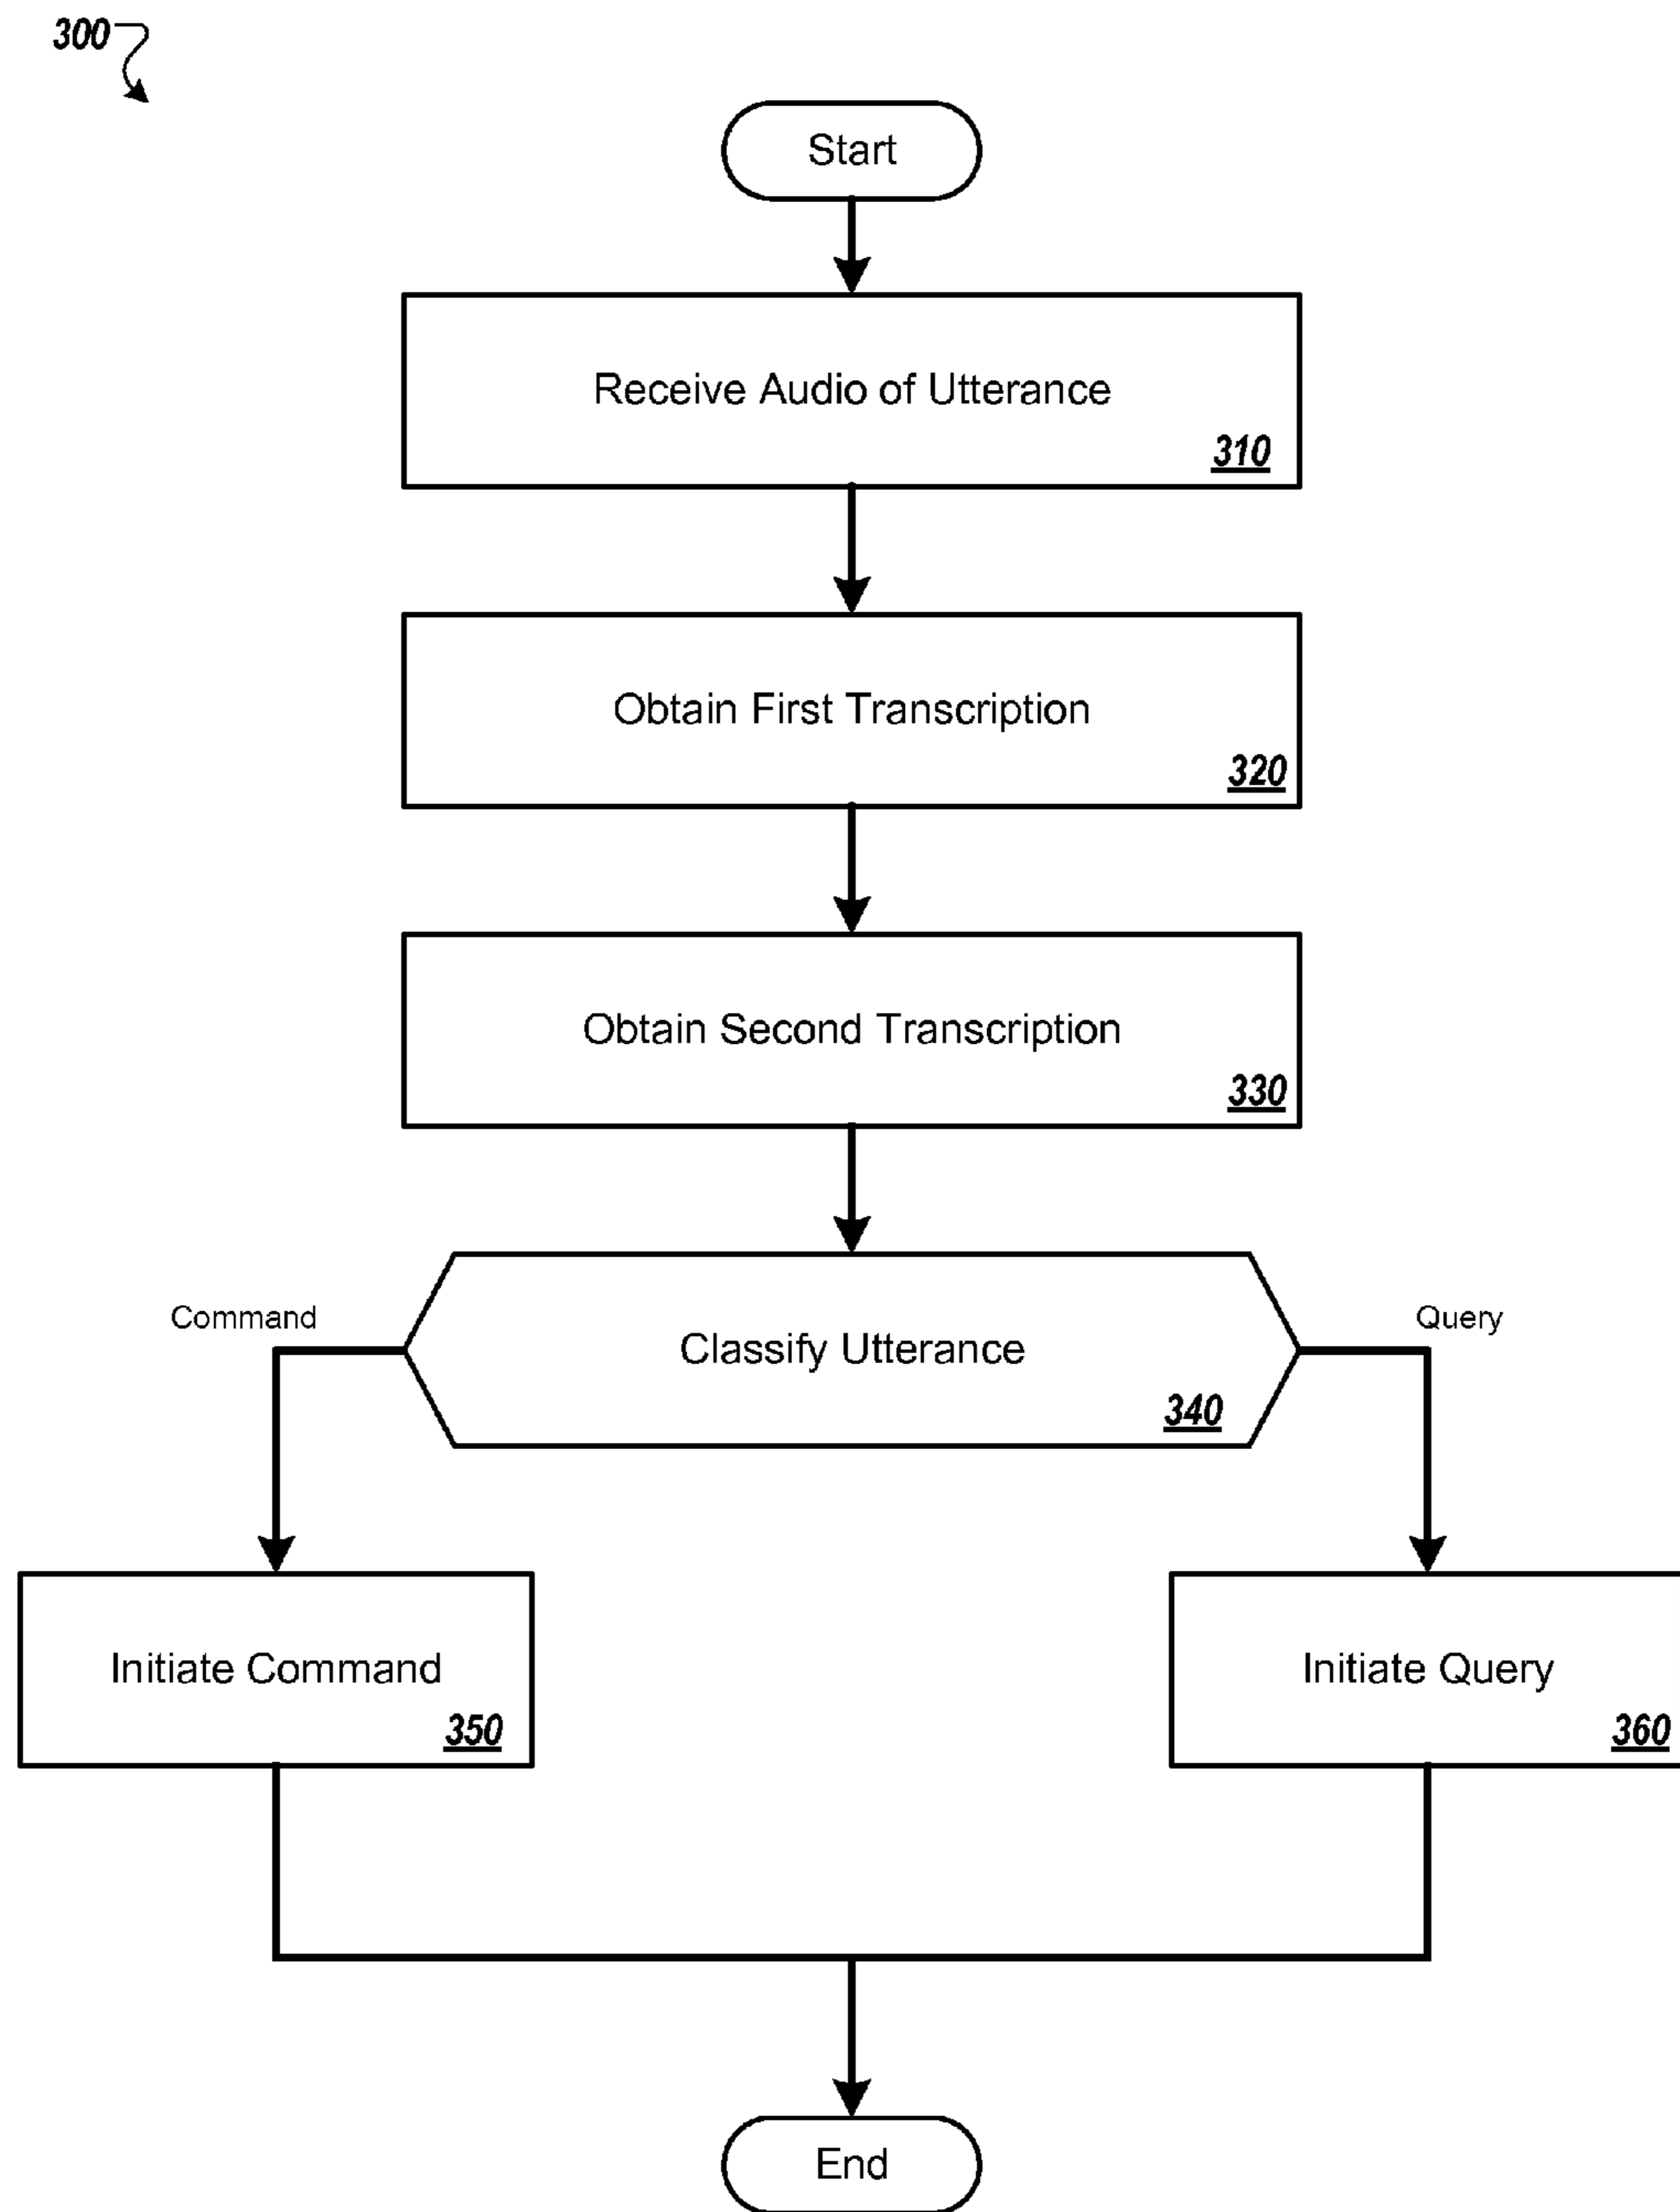 300
Start
Receive Audio of Utterance
310
Obtain First Transcription
320
Obtain Second Transcription
330
Command
Query
Classify Utterance
340
Initiate Command
350
Initiate Query
360
End